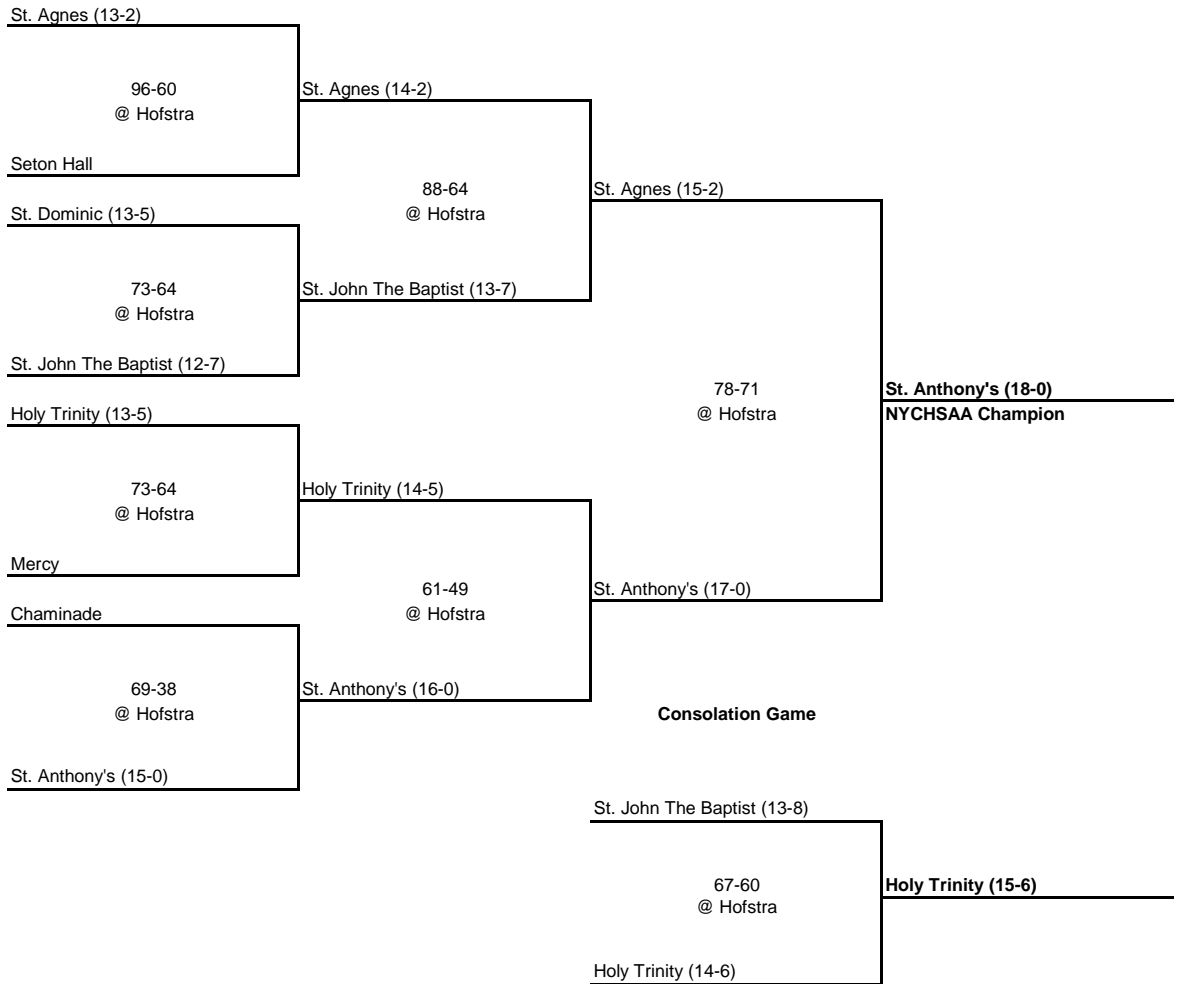 St. Agnes (13-2)
96-60
@ Hofstra
St. Agnes (14-2)
Seton Hall
88-64
@ Hofstra
St. Agnes (15-2)
St. Dominic (13-5)
73-64
@ Hofstra
St. John The Baptist (13-7)
St. John The Baptist (12-7)
78-71
@ Hofstra
St. Anthony's (18-0)
NYCHSAA Champion
Holy Trinity (13-5)
73-64
@ Hofstra
Holy Trinity (14-5)
Mercy
61-49
@ Hofstra
St. Anthony's (17-0)
Chaminade
69-38
@ Hofstra
St. Anthony's (16-0)
St. Anthony's (15-0)
Consolation Game
St. John The Baptist (13-8)
67-60
@ Hofstra
Holy Trinity (15-6)
Holy Trinity (14-6)